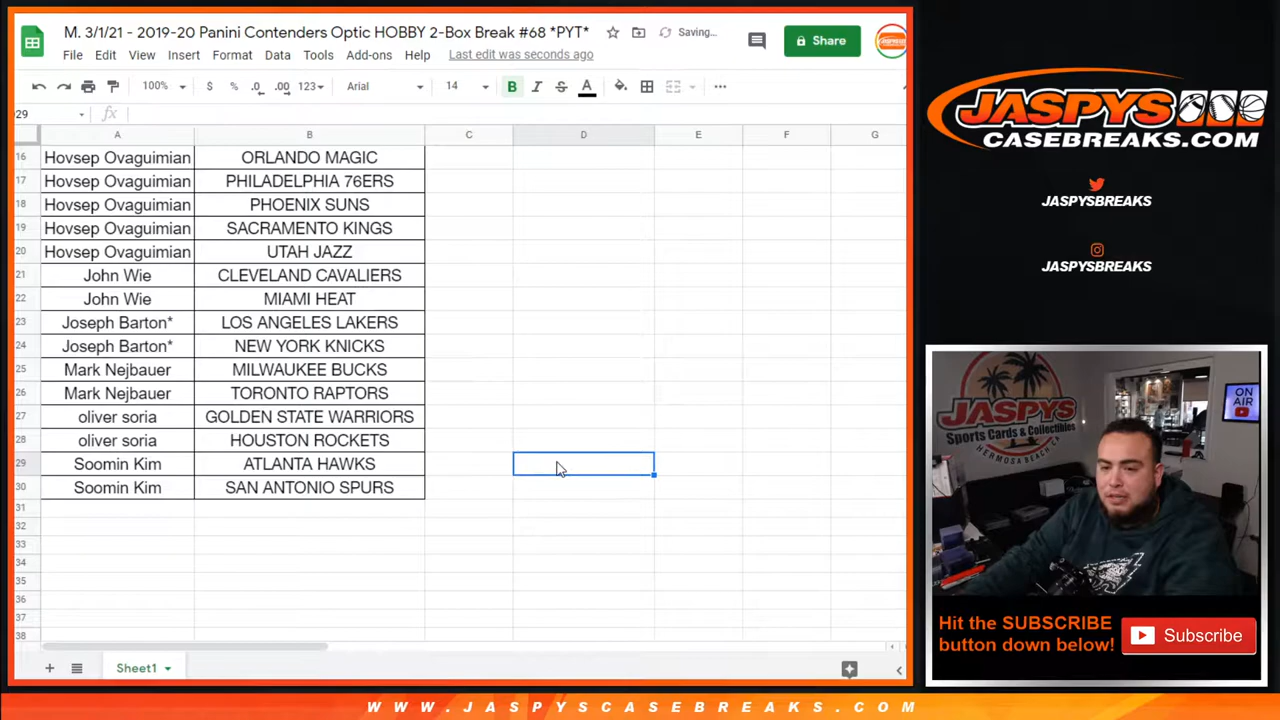 M. 3/1/21 - 2019-20 Panini Contenders Optic HOBBY 2-Box Break #68 *PYT*
Saving...
File Edit View Insert Format Data Tools Add-ons Help Last edit was seconds ago
Share
100% $ % .0 .00 123 Arial 14 B I S A
29 fx
A B C D E F G
16 Hovsep Ovaguimian ORLANDO MAGIC
17 Hovsep Ovaguimian PHILADELPHIA 76ERS
18 Hovsep Ovaguimian PHOENIX SUNS
19 Hovsep Ovaguimian SACRAMENTO KINGS
20 Hovsep Ovaguimian UTAH JAZZ
21 John Wie CLEVELAND CAVALIERS
22 John Wie MIAMI HEAT
23 Joseph Barton* LOS ANGELES LAKERS
24 Joseph Barton* NEW YORK KNICKS
25 Mark Nejbauer MILWAUKEE BUCKS
26 Mark Nejbauer TORONTO RAPTORS
27 oliver soria GOLDEN STATE WARRIORS
28 oliver soria HOUSTON ROCKETS
29 Soomin Kim ATLANTA HAWKS
30 Soomin Kim SAN ANTONIO SPURS
31
32
33
34
35
36
37
38
Sheet1
JASPYS
CASEBREAKS.COM
JASPYSBREAKS
JASPYSBREAKS
JASPYS
Sports Cards & Collectibles
HERMOSA BEACH CA
ON
AIR
Hit the SUBSCRIBE
button down below!
Subscribe
WWW.JASPYSCASEBREAKS.COM